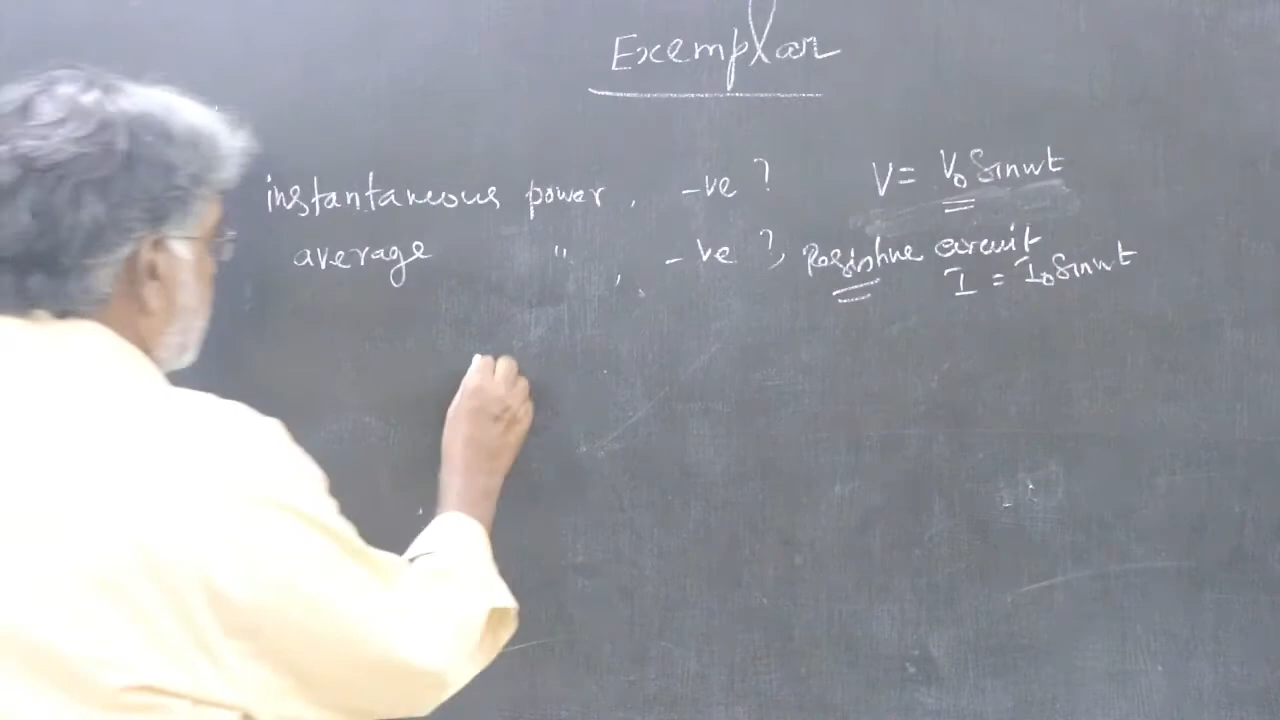 Exemplar
instantaneous power, -ve ? V = V₀ Sinwt
average " , -ve ?, Resistive circuit
I = I₀ Sinwt